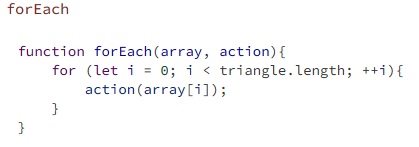 forEach
function forEach(array, action){
    for (let i = 0; i < triangle.length; ++i){
        action(array[i]);
    }
}